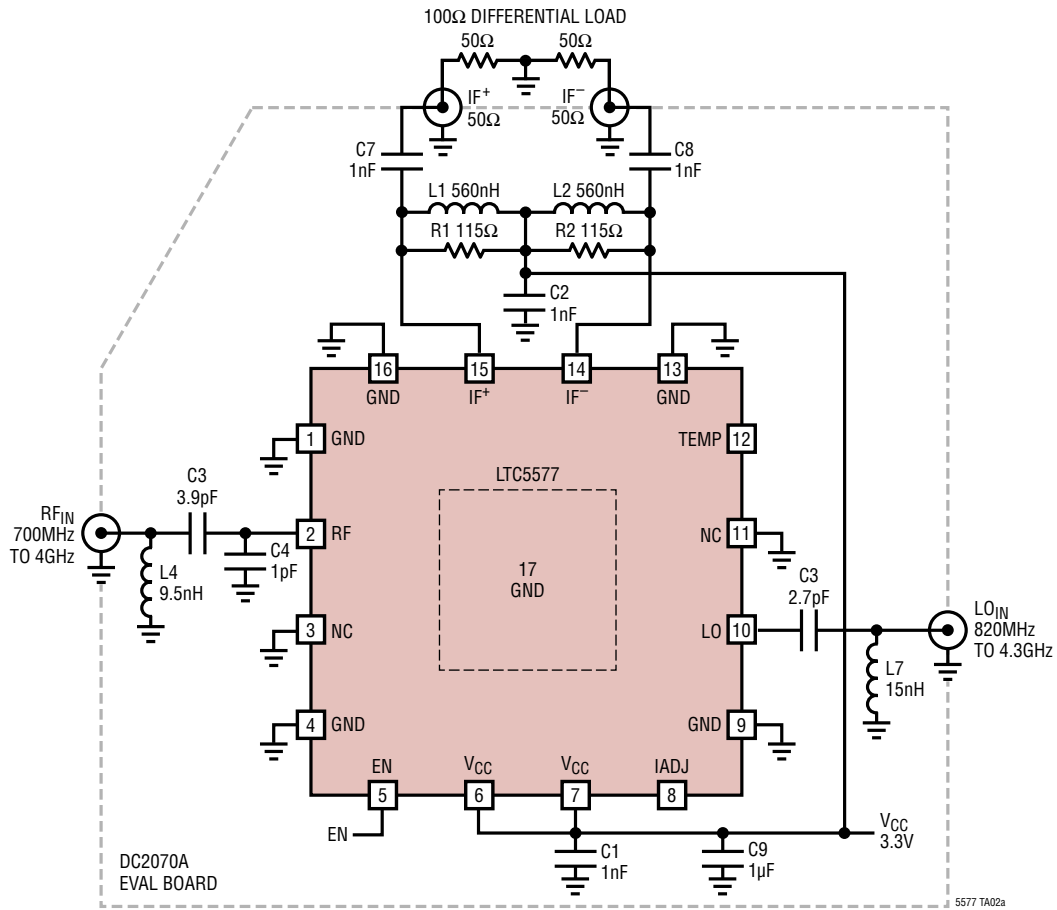 100Ω DIFFERENTIAL LOAD
50Ω
50Ω
IF+
50Ω
IF−
50Ω
C7
1nF
C8
1nF
L1 560nH
L2 560nH
R1 115Ω
R2 115Ω
C2
1nF
16
GND
15
IF+
14
IF−
13
GND
1
GND
TEMP
12
LTC5577
C3
3.9pF
RFIN
700MHz
TO 4GHz
2
RF
NC
11
L4
9.5nH
C4
1pF
17
GND
C3
2.7pF
3
NC
LO
10
LOIN
820MHz
TO 4.3GHz
L7
15nH
4
GND
GND
9
EN
5
VCC
6
VCC
7
IADJ
8
EN
VCC
3.3V
C1
1nF
C9
1µF
DC2070A
EVAL BOARD
5577 TA02a